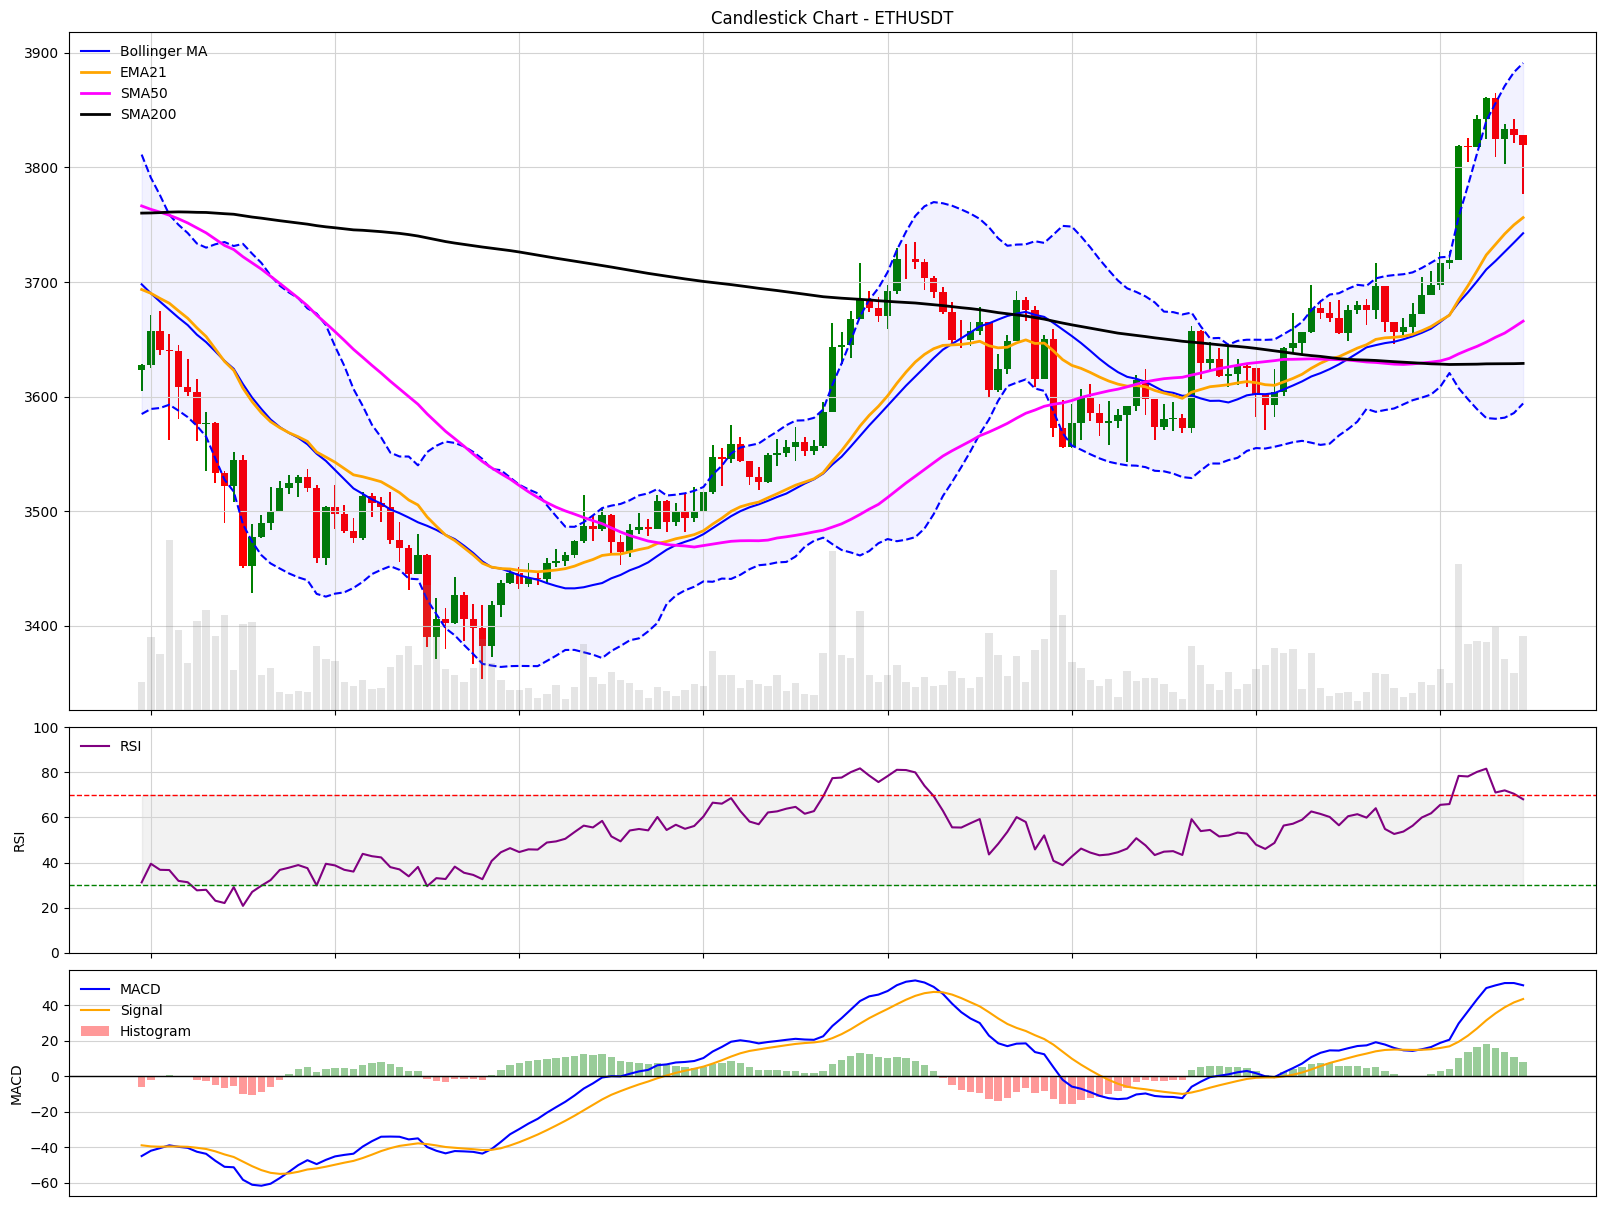 Candlestick Chart - ETHUSDT
Bollinger MA
EMA21
SMA50
SMA200
3900
3800
3700
3600
3500
3400
RSI
100
80
60
40
20
0
RSI
MACD
Signal
Histogram
40
20
0
−20
−40
−60
MACD